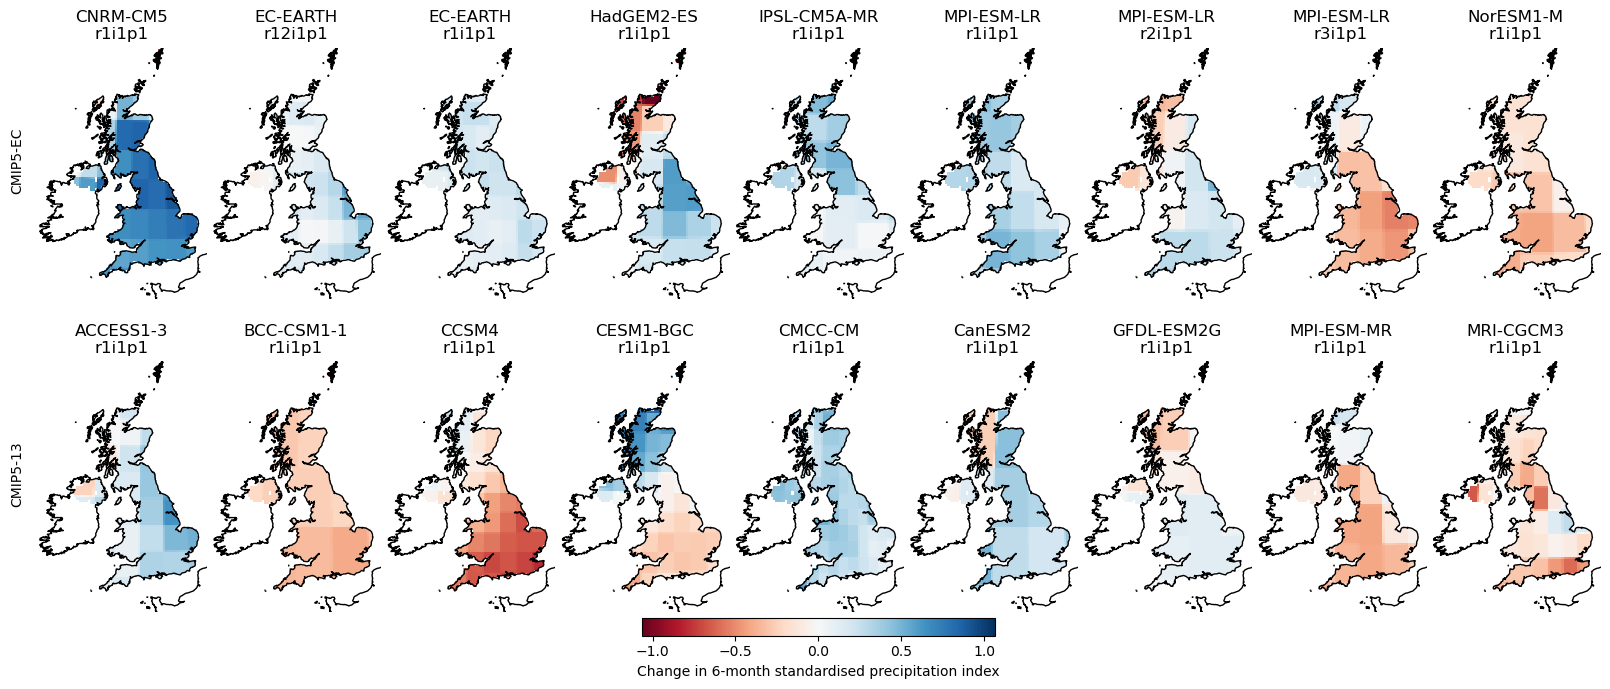 CNRM-CM5
r1i1p1
EC-EARTH
r12i1p1
EC-EARTH
r1i1p1
HadGEM2-ES
r1i1p1
IPSL-CM5A-MR
r1i1p1
MPI-ESM-LR
r1i1p1
MPI-ESM-LR
r2i1p1
MPI-ESM-LR
r3i1p1
NorESM1-M
r1i1p1
CMIP5-EC
ACCESS1-3
r1i1p1
BCC-CSM1-1
r1i1p1
CCSM4
r1i1p1
CESM1-BGC
r1i1p1
CMCC-CM
r1i1p1
CanESM2
r1i1p1
GFDL-ESM2G
r1i1p1
MPI-ESM-MR
r1i1p1
MRI-CGCM3
r1i1p1
CMIP5-13
−1.0 −0.5 0.0 0.5 1.0
Change in 6-month standardised precipitation index